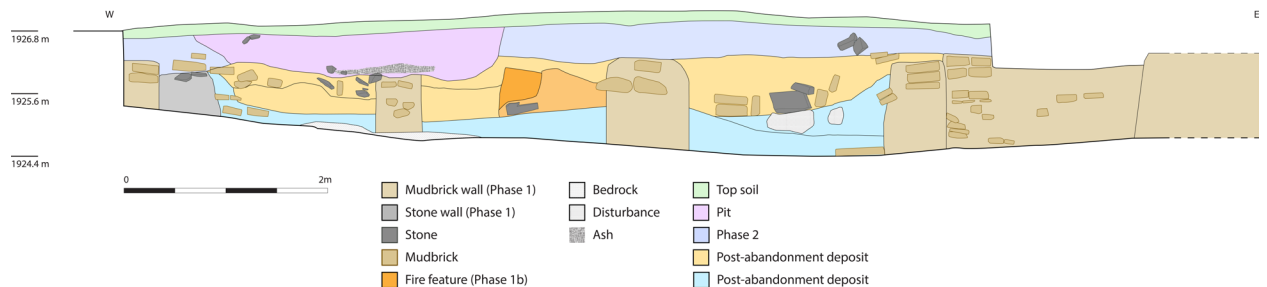 W
E
1926.8 m
1925.6 m
1924.4 m
0
2m
Mudbrick wall (Phase 1)
Stone wall (Phase 1)
Stone
Mudbrick
Fire feature (Phase 1b)
Bedrock
Disturbance
Ash
Top soil
Pit
Phase 2
Post-abandonment deposit
Post-abandonment deposit